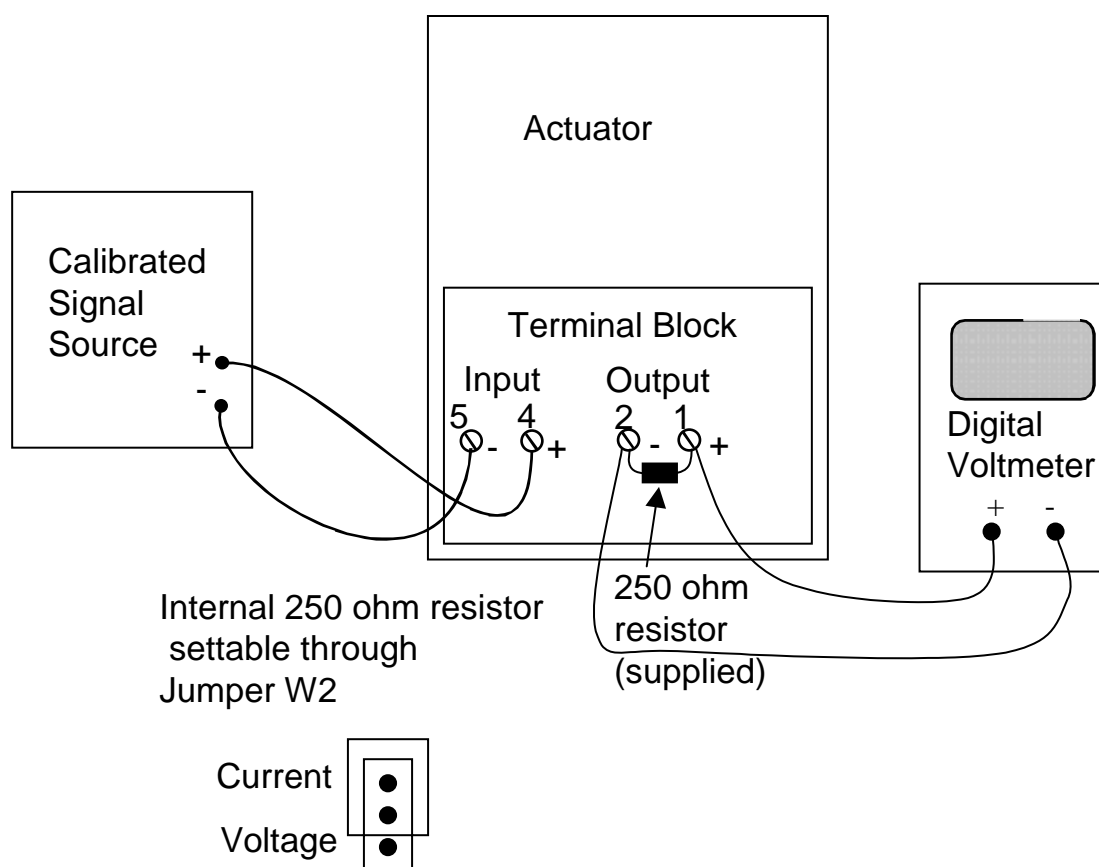 Actuator
Calibrated
Signal
Source
+
-
Terminal Block
Input
Output
5
4
2
1
-
+
-
+
Digital
Voltmeter
+
-
Internal 250 ohm resistor
settable through
Jumper W2
250 ohm
resistor
(supplied)
Current
Voltage